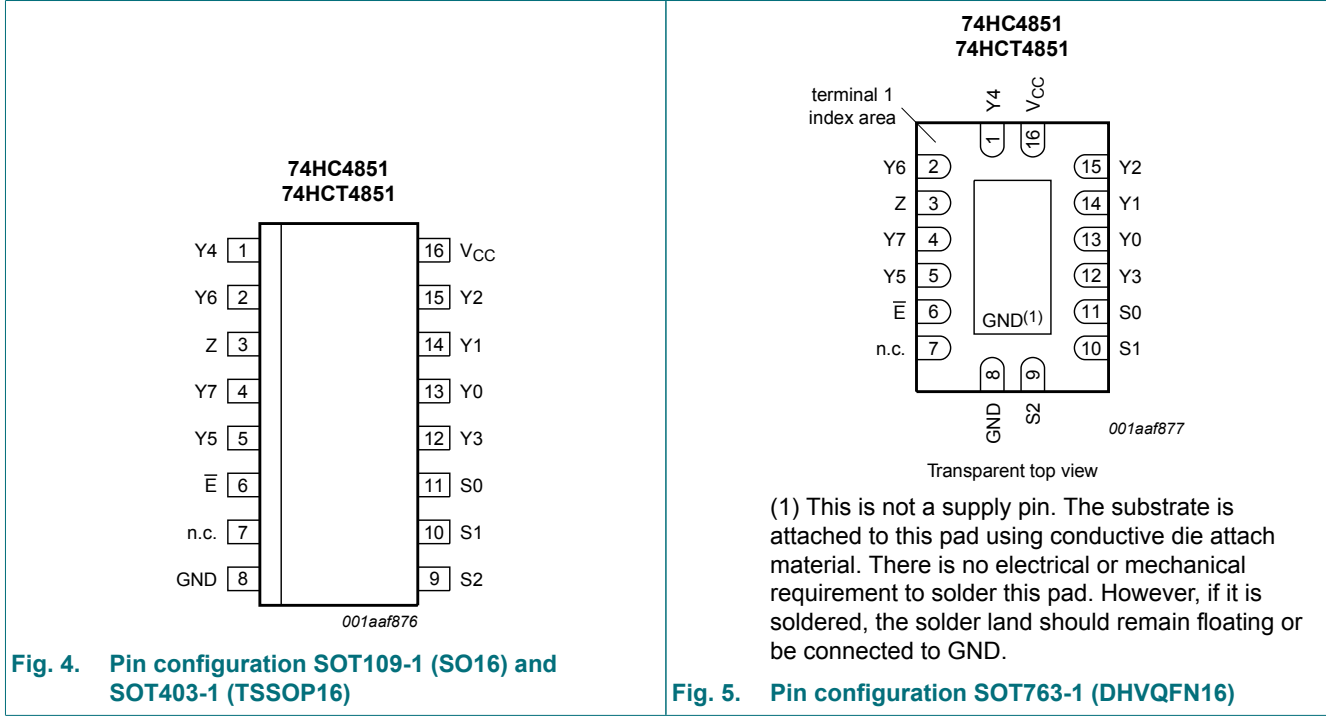 74HC4851
74HCT4851
Y4 1
Y6 2
Z 3
Y7 4
Y5 5
E̅ 6
n.c. 7
GND 8
16 VCC
15 Y2
14 Y1
13 Y0
12 Y3
11 S0
10 S1
9 S2
001aaf876
Fig. 4. Pin configuration SOT109-1 (SO16) and
SOT403-1 (TSSOP16)
74HC4851
74HCT4851
terminal 1
index area
Y4
VCC
1
16
Y6 2
Z 3
Y7 4
Y5 5
E̅ 6
n.c. 7
15 Y2
14 Y1
13 Y0
12 Y3
11 S0
10 S1
GND(1)
8
9
GND
S2
001aaf877
Transparent top view
(1) This is not a supply pin. The substrate is
attached to this pad using conductive die attach
material. There is no electrical or mechanical
requirement to solder this pad. However, if it is
soldered, the solder land should remain floating or
be connected to GND.
Fig. 5. Pin configuration SOT763-1 (DHVQFN16)